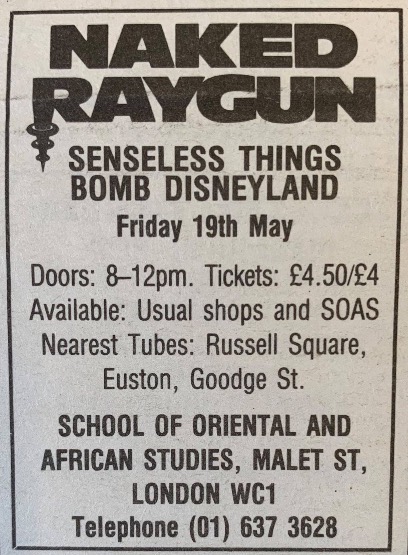 NAKED
RAYGUN
SENSELESS THINGS
BOMB DISNEYLAND
Friday 19th May
Doors: 8–12pm. Tickets: £4.50/£4
Available: Usual shops and SOAS
Nearest Tubes: Russell Square,
Euston, Goodge St.
SCHOOL OF ORIENTAL AND
AFRICAN STUDIES, MALET ST,
LONDON WC1
Telephone (01) 637 3628